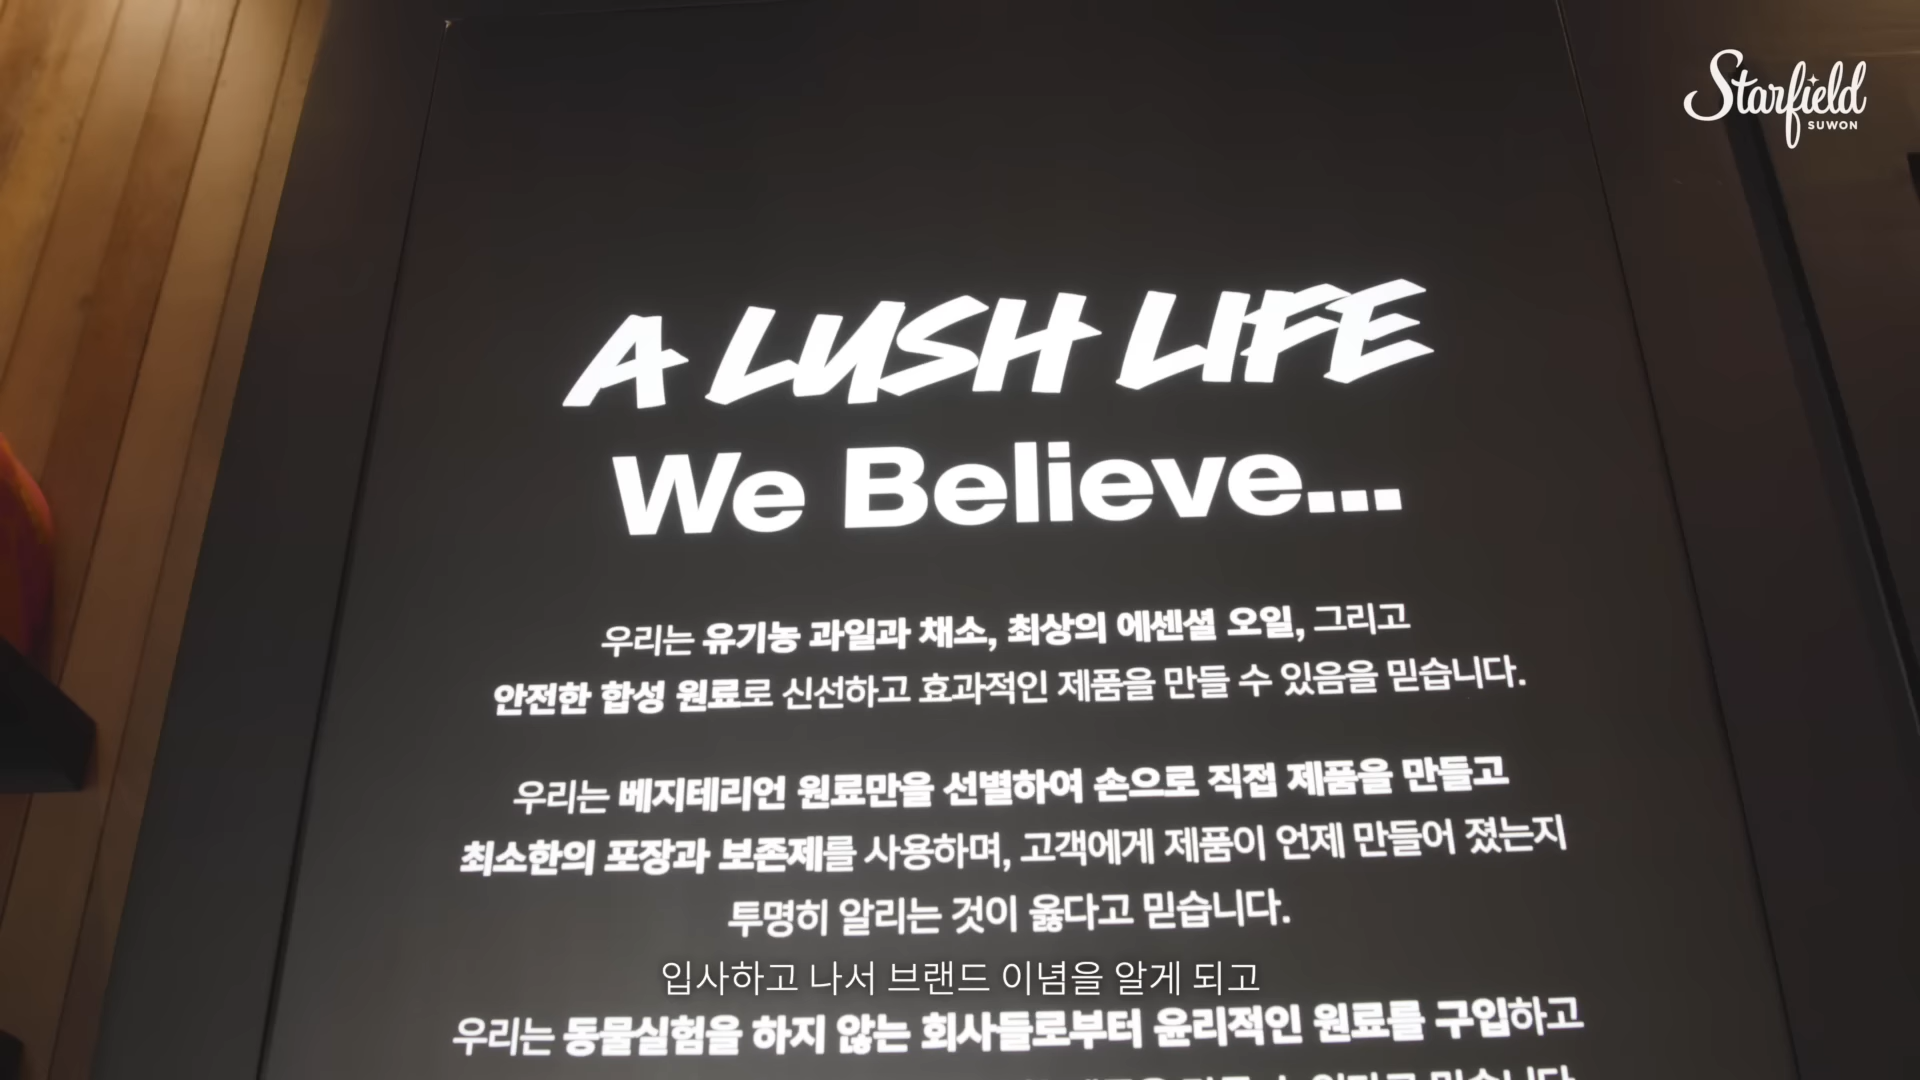 Starfield
SUWON
A LUSH LIFE
We Believe...
우리는 유기농 과일과 채소, 최상의 에센셜 오일, 그리고
안전한 합성 원료로 신선하고 효과적인 제품을 만들 수 있음을 믿습니다.
우리는 베지테리언 원료만을 선별하여 손으로 직접 제품을 만들고
최소한의 포장과 보존제를 사용하며, 고객에게 제품이 언제 만들어 졌는지
투명히 알리는 것이 옳다고 믿습니다.
입사하고 나서 브랜드 이념을 알게 되고
우리는 동물실험을 하지 않는 회사들로부터 윤리적인 원료를 구입하고